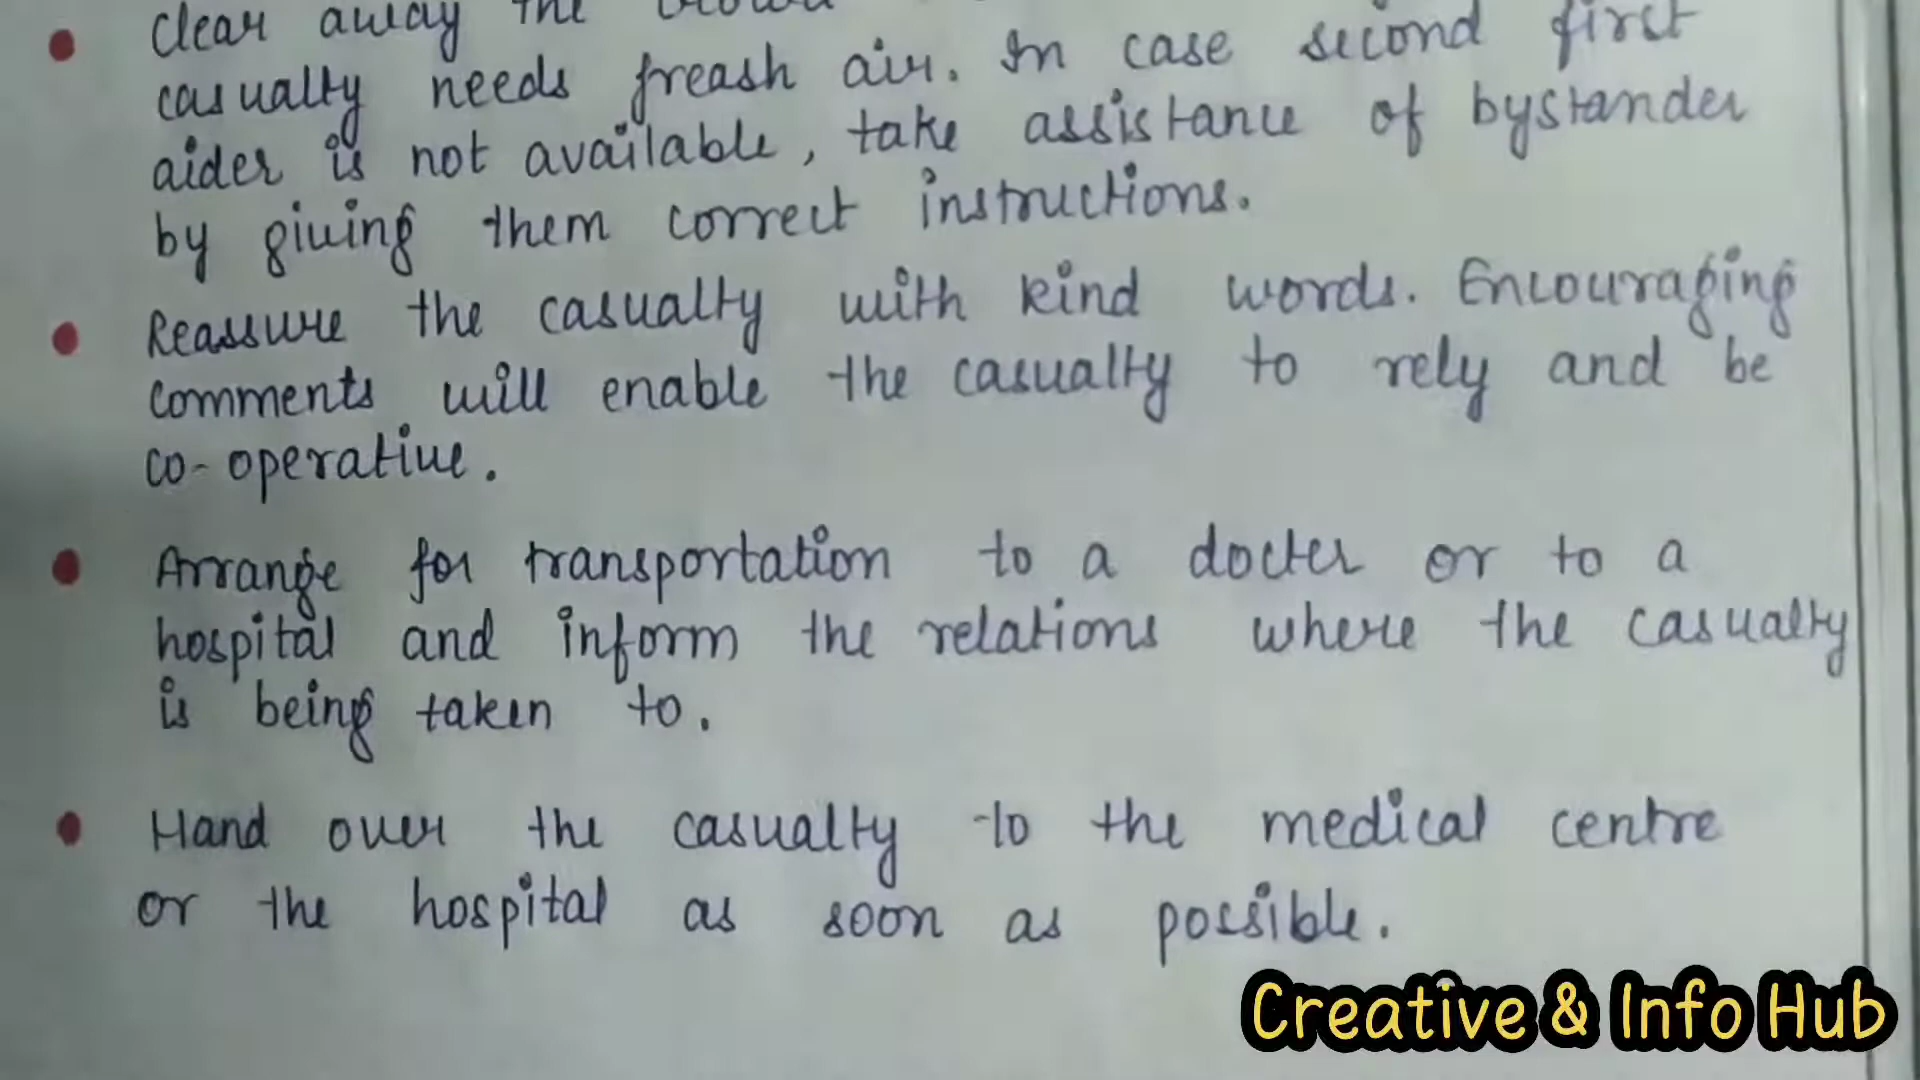 Clear away the crowd
casualty needs freash air. In case second first
aider is not available, take assistance of bystander
by giving them correct instructions.
Reassure the casualty with kind words. Encouraging
comments will enable the casualty to rely and be
co-operative.
Arrange for transportation to a docter or to a
hospital and inform the relations where the casualty
is being taken to.
Hand over the casualty to the medical centre
or the hospital as soon as possible.
Creative & Info Hub